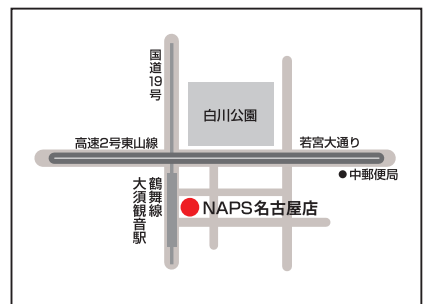 国道19号
白川公園
高速2号東山線
若宮大通り
中郵便局
鶴舞線
大須観音駅
NAPS名古屋店